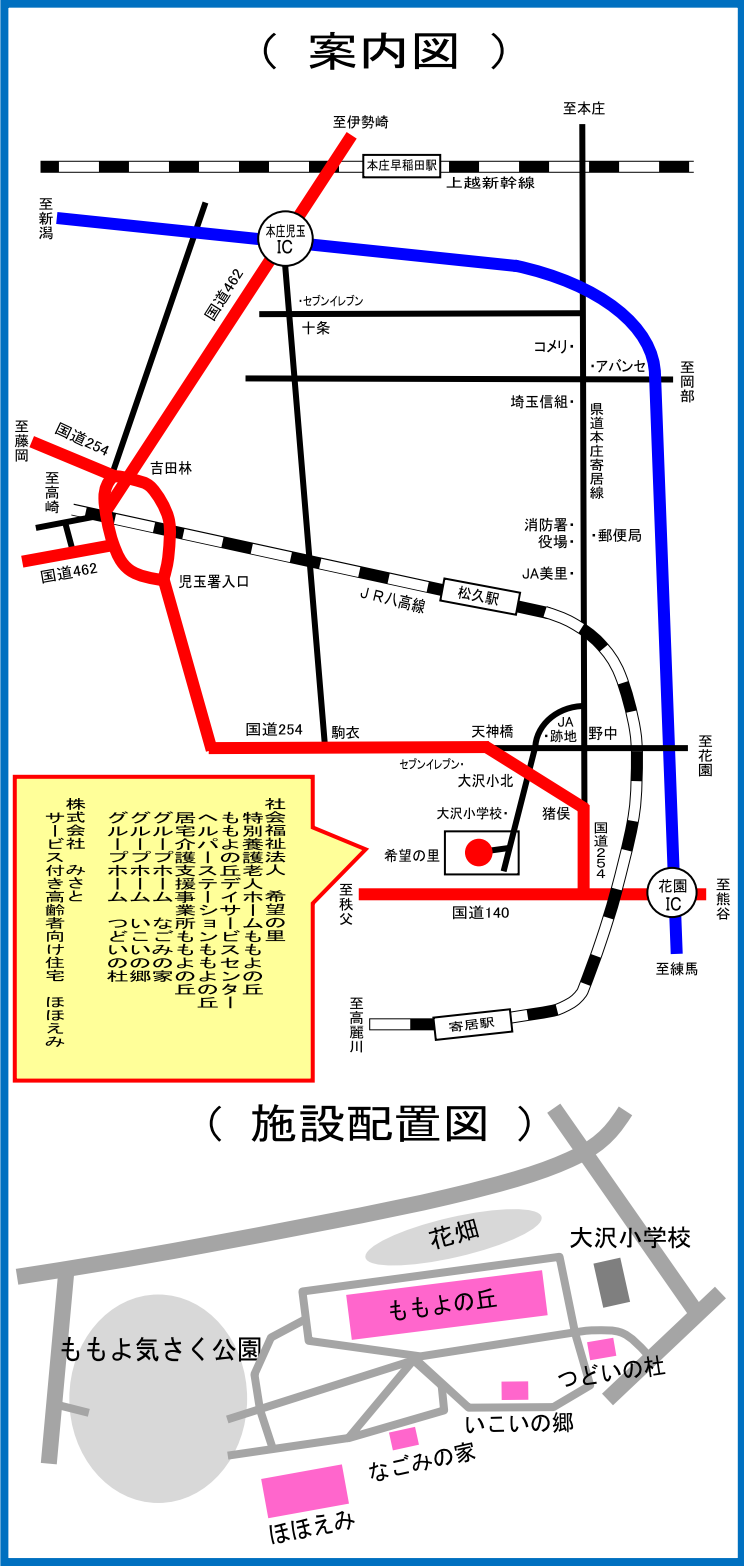 （ 案内図 ）
至本庄
至伊勢崎
本庄早稲田駅
上越新幹線
至新潟
本庄児玉
IC
国道462
・セブンイレブン
十条
コメリ・
・アバンセ
至岡部
埼玉信組・
県道本庄寄居線
至藤岡
国道254
吉田林
至高崎
消防署・
役場・
・郵便局
JA美里・
国道462
児玉署入口
ＪＲ八高線
松久駅
国道254
駒衣
天神橋
JA
・跡地
野中
至花園
セブンイレブン・
大沢小北
大沢小学校・
猪俣
国道254
希望の里
至秩父
国道140
花園
IC
至熊谷
至練馬
至高麗川
寄居駅
社会福祉法人　希望の里
特別養護老人ホームももよの丘
ももよの丘デイサービスセンター
ヘルパーステーションももよの丘
居宅介護支援事業所ももよの丘
グループホーム　なごみの家
グループホーム　いこいの郷
グループホーム　つどいの杜
株式会社　みさと
サービス付き高齢者向け住宅　ほほえみ
（ 施設配置図 ）
花畑
大沢小学校
ももよの丘
ももよ気さく公園
つどいの杜
いこいの郷
なごみの家
ほほえみ